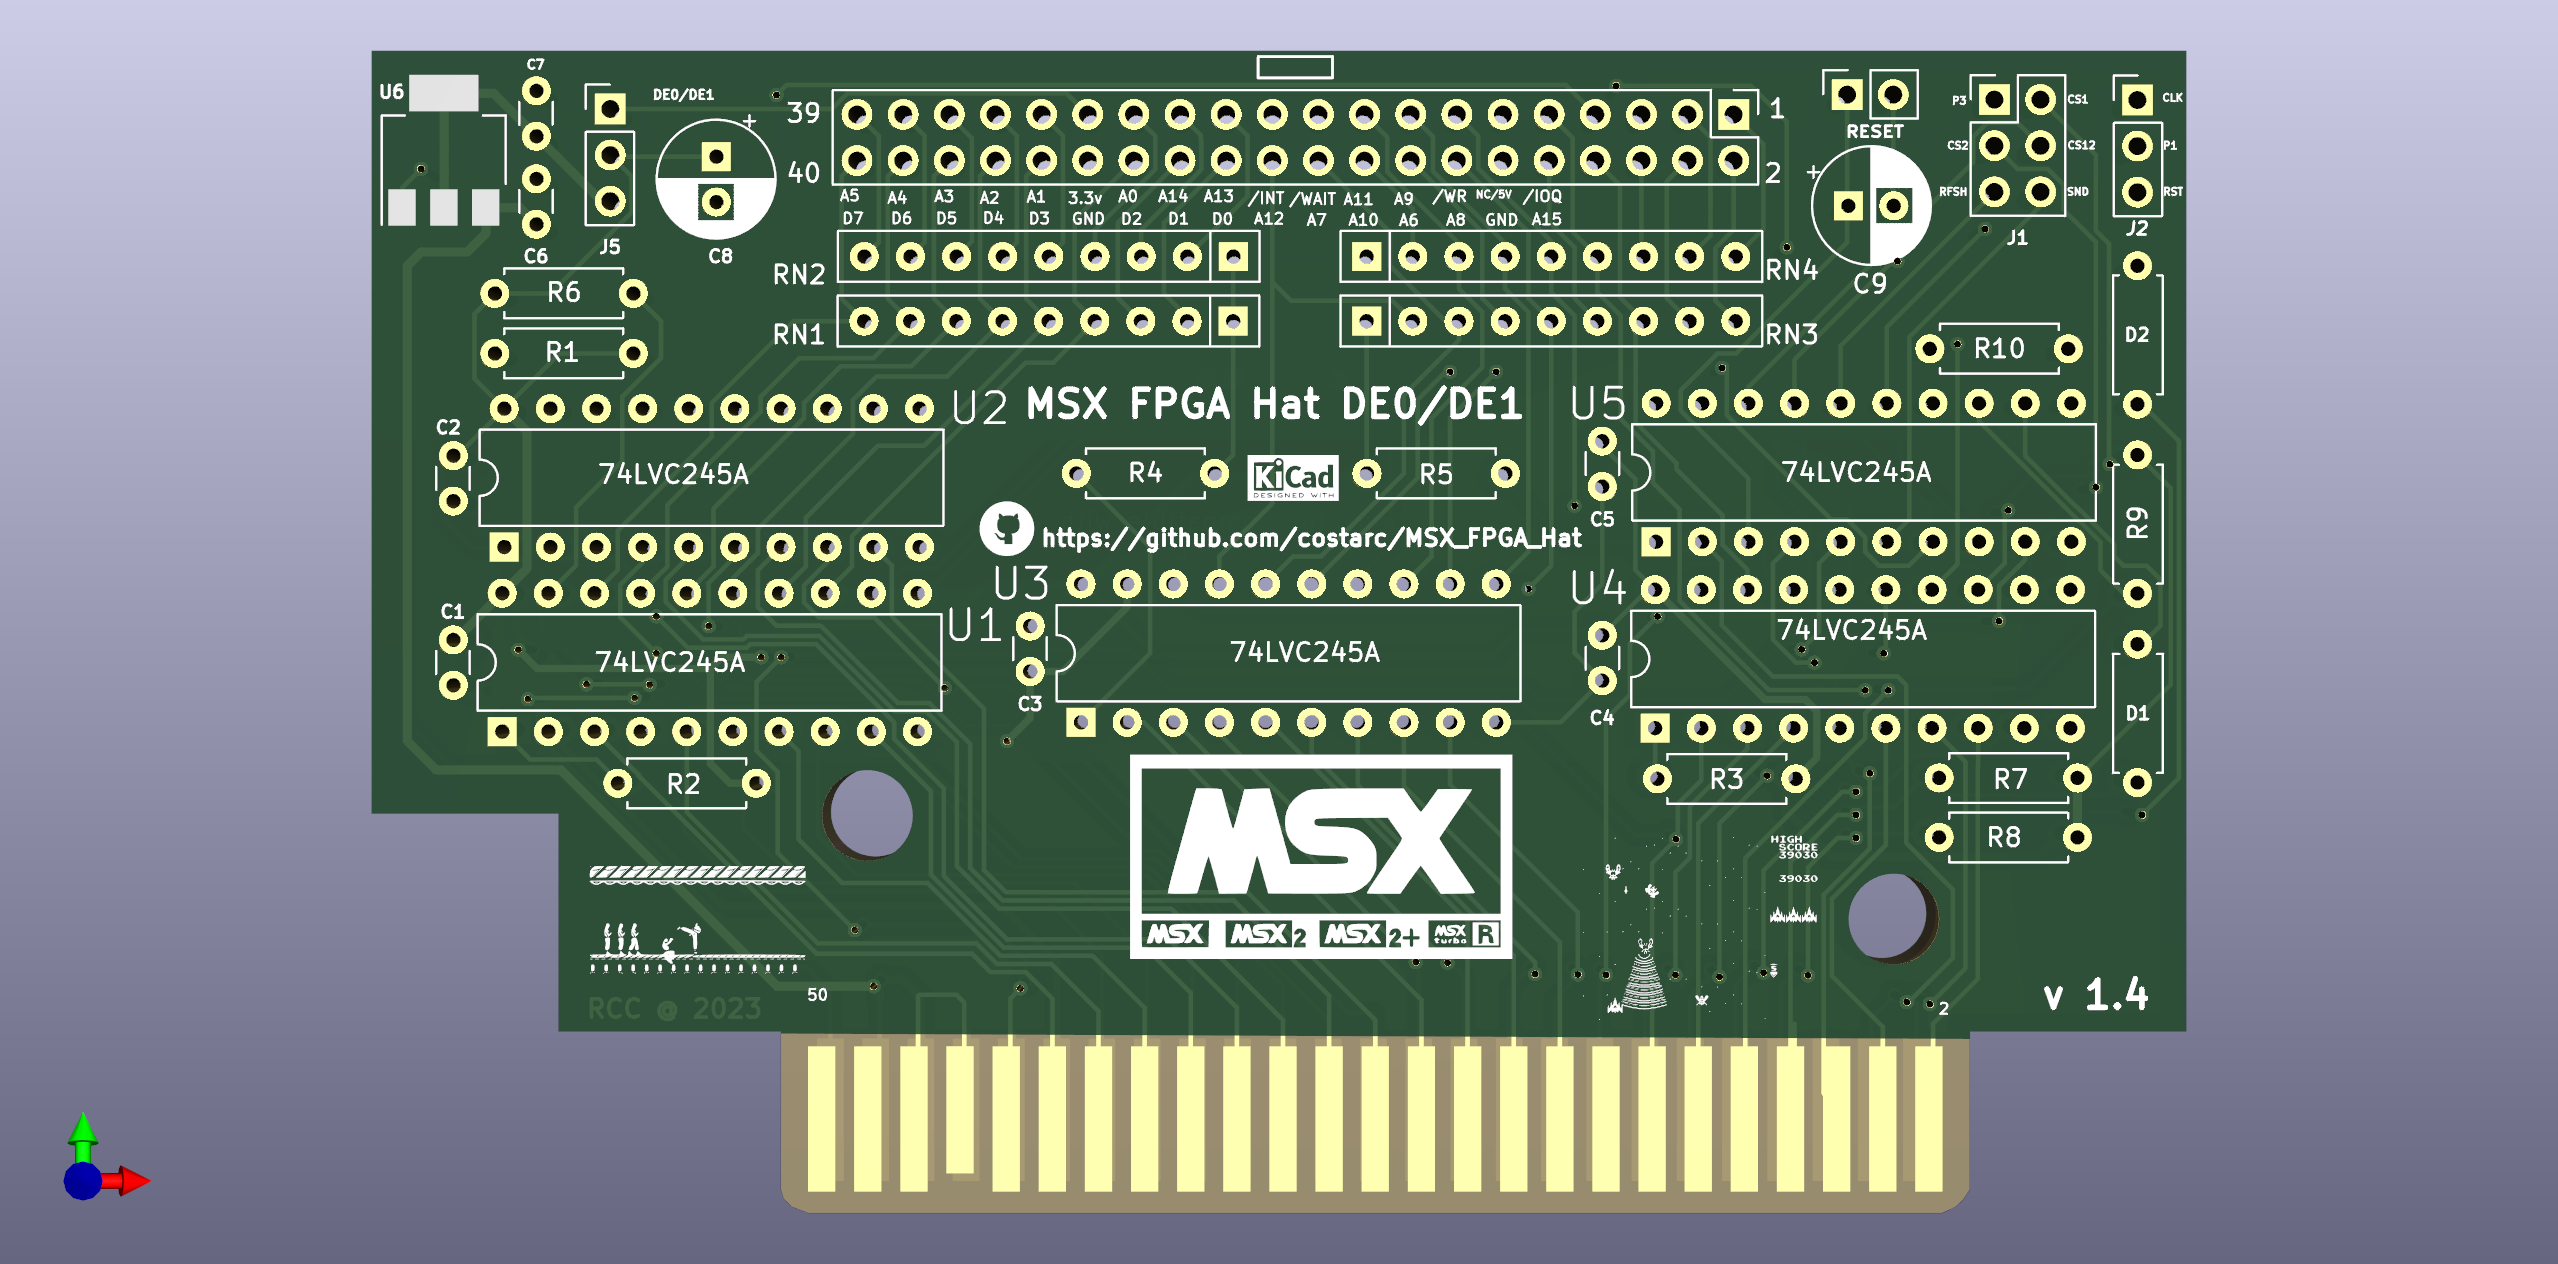 C7
U6
DE0/DE1
39
1
40
2
RESET
P3
CS1
CLK
CS2
CS12
P1
RFSH
SND
RST
J1
J2
A5 A4 A3 A2 A1 3.3v A0 A14 A13 /INT /WAIT A11 A9 /WR NC/5V /IOQ
D7 D6 D5 D4 D3 GND D2 D1 D0 A12 A7 A10 A6 A8 GND A15
C6
J5
C8
RN2
RN4
C9
R6
RN1
RN3
R1
R10
D2
U2
MSX FPGA Hat DE0/DE1
U5
C2
74LVC245A
R4
KiCad
DESIGNED WITH
R5
74LVC245A
C5
R9
https://github.com/costarc/MSX_FPGA_Hat
U3
U4
C1
U1
74LVC245A
74LVC245A
74LVC245A
C3
C4
D1
R2
R3
R7
R8
MSX
MSX MSX 2 MSX 2+ MSX turbo R
HIGH
SCORE
39030
39030
50
RCC @ 2023
2
v 1.4